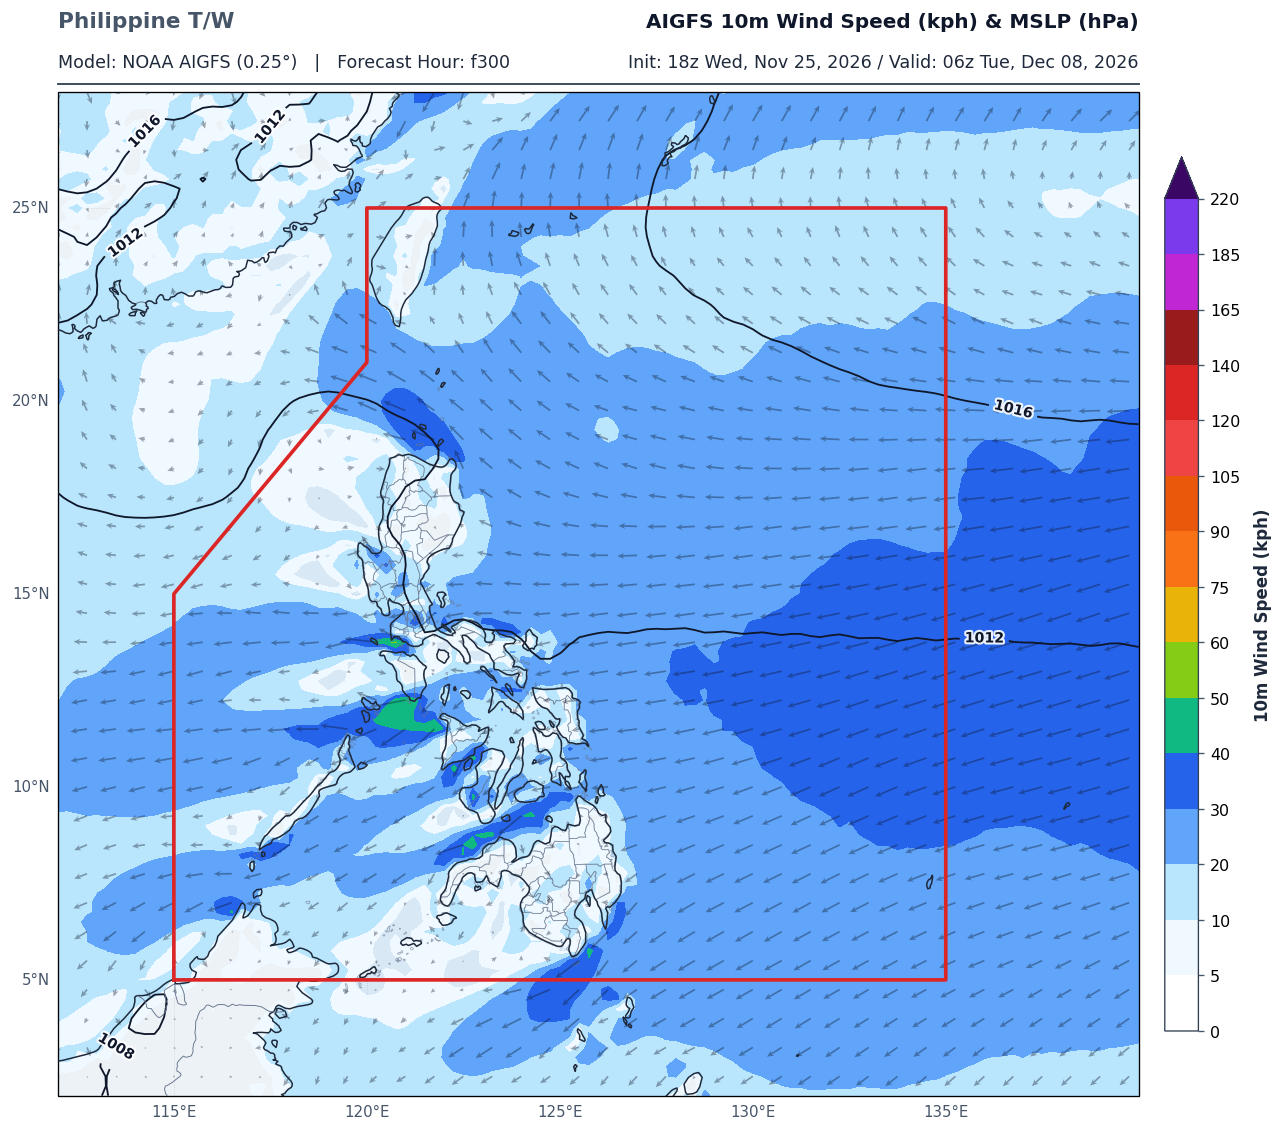 Philippine T/W
AIGFS 10m Wind Speed (kph) & MSLP (hPa)
Model: NOAA AIGFS (0.25°) | Forecast Hour: f300
Init: 18z Wed, Nov 25, 2026 / Valid: 06z Tue, Dec 08, 2026
1016
1012
1012
1016
1012
1008
25°N
20°N
15°N
10°N
5°N
115°E
120°E
125°E
130°E
135°E
220
185
165
140
120
105
90
75
60
50
40
30
20
10
5
0
10m Wind Speed (kph)